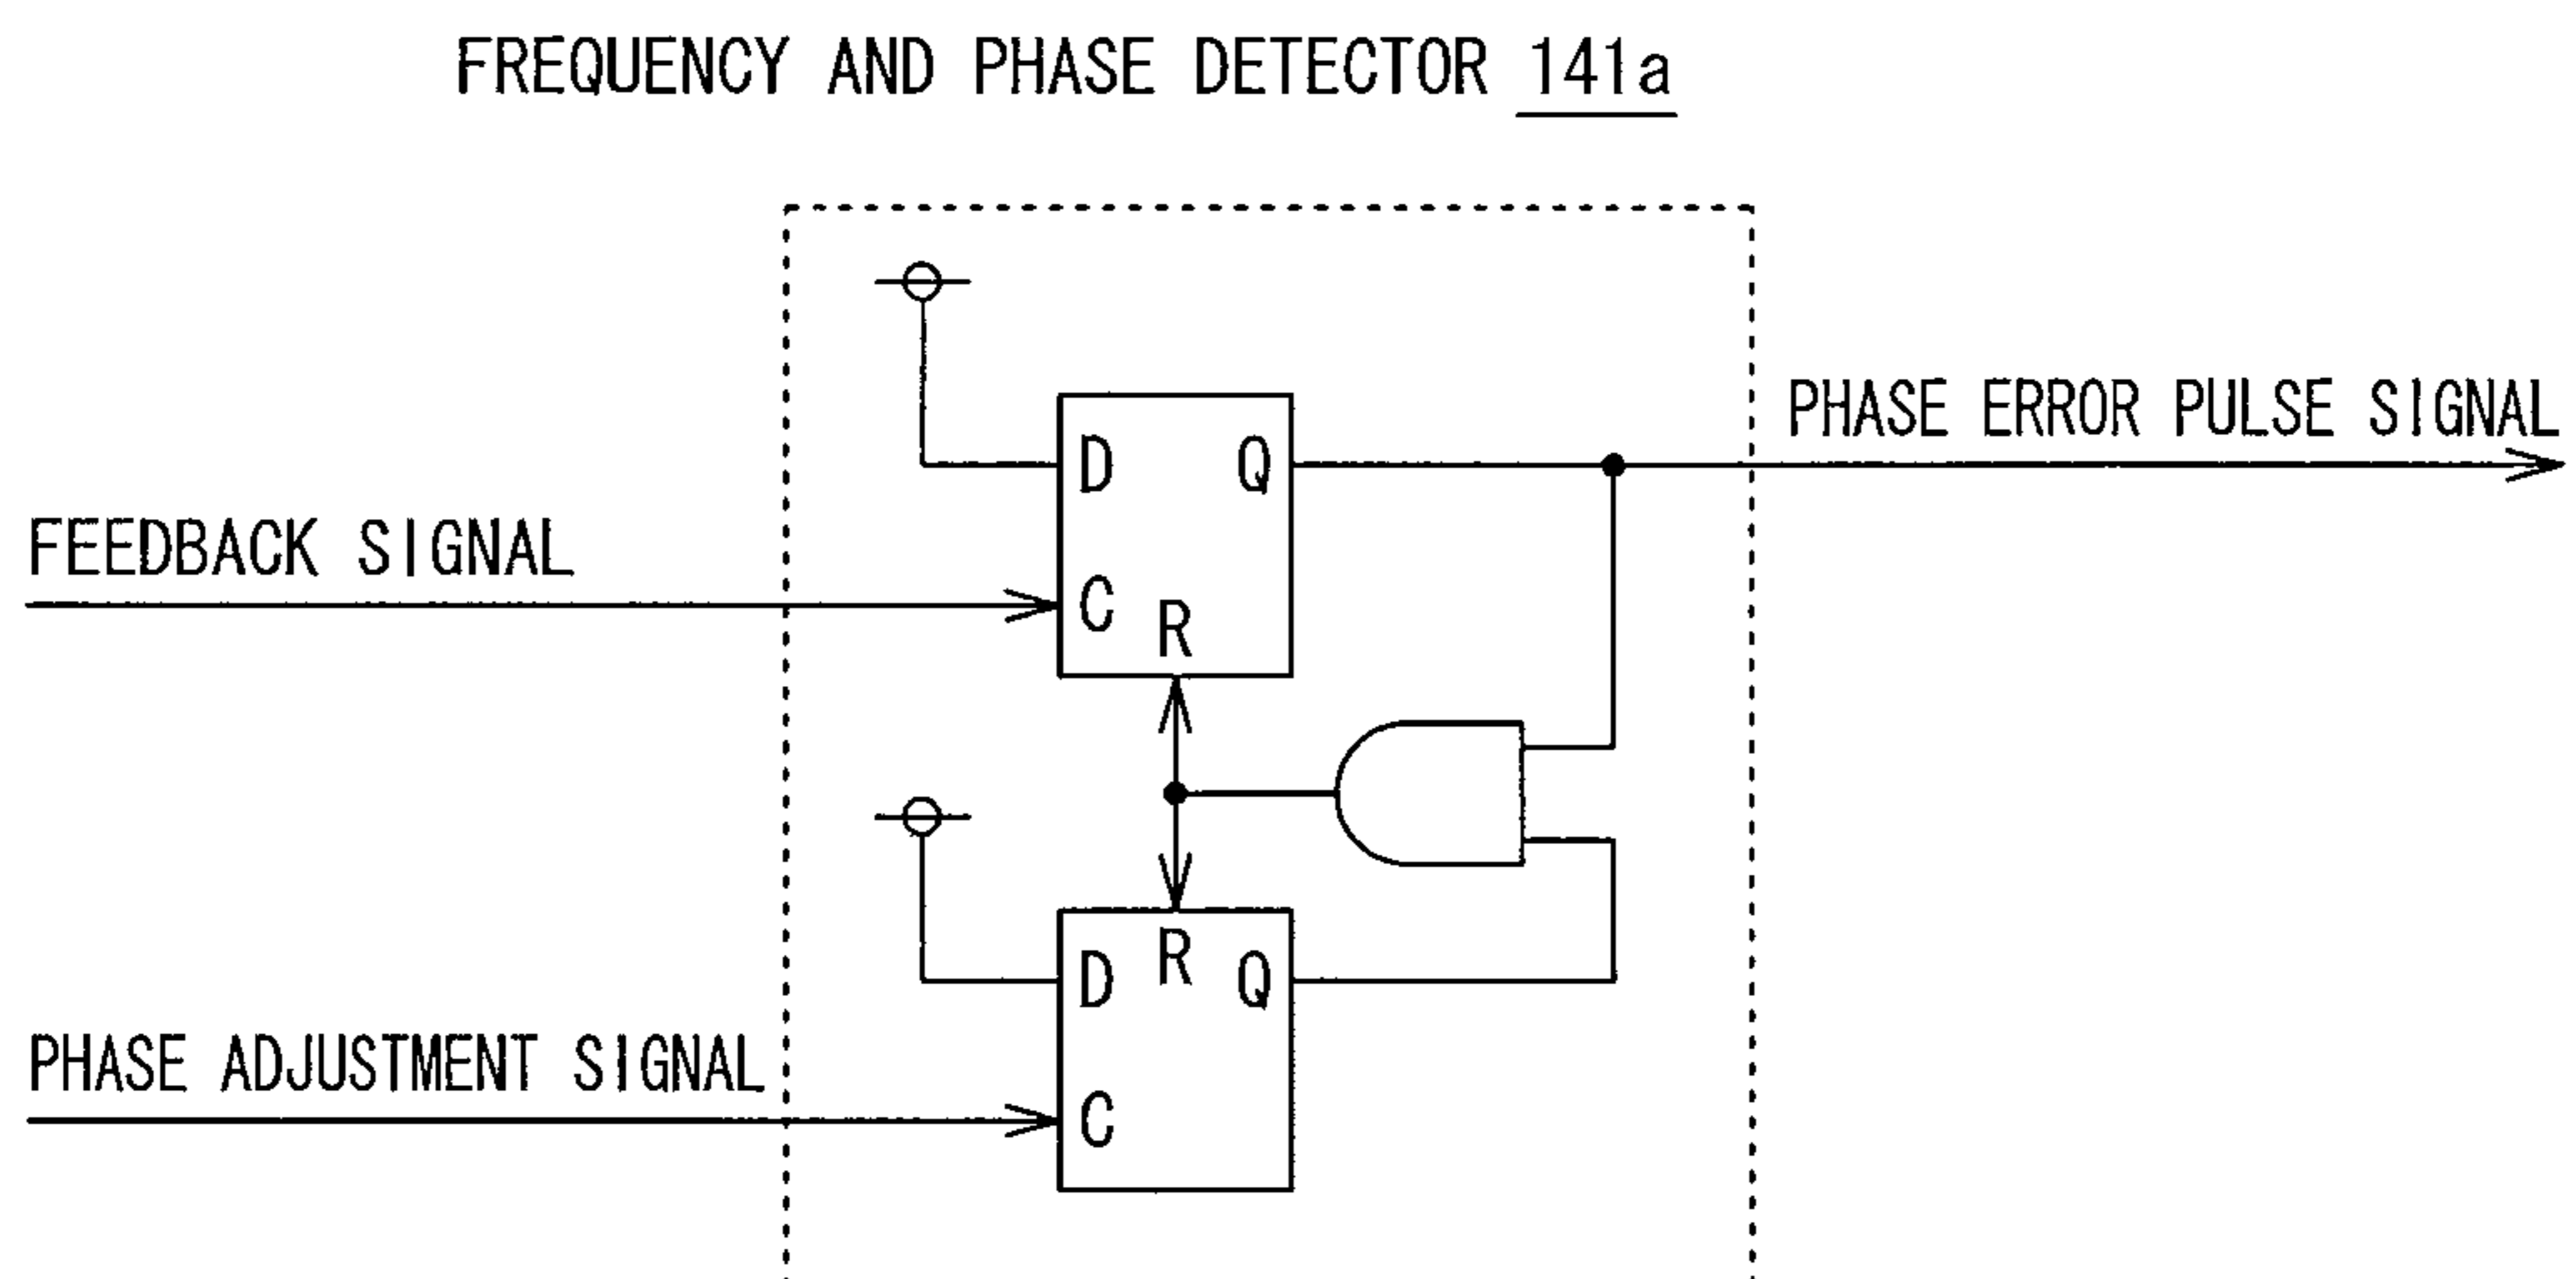 FREQUENCY AND PHASE DETECTOR 141a
PHASE ERROR PULSE SIGNAL
D Q
FEEDBACK SIGNAL
C R
D R Q
PHASE ADJUSTMENT SIGNAL
C